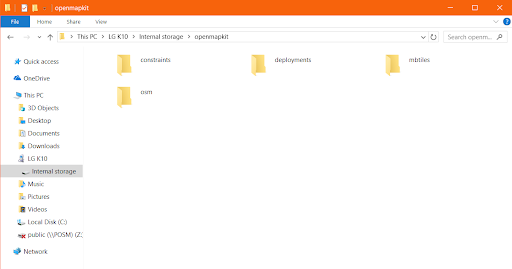 openmapkit
File Home Share View
This PC > LG K10 > Internal storage > openmapkit
Search openm...
Quick access
OneDrive
This PC
3D Objects
Desktop
Documents
Downloads
LG K10
Internal storage
Music
Pictures
Videos
Local Disk (C:)
public (\\PDSM) (Z:)
Network
constraints deployments mbtiles
osm